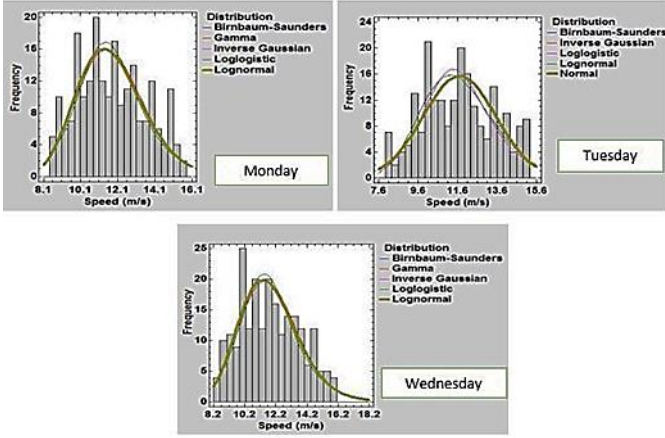 Distribution
Birnbaum-Saunders
Gamma
Inverse Gaussian
Loglogistic
Lognormal
Frequency
20
16
12
8
4
0
8.1 10.1 12.1 14.1 16.1
Speed (m/s)
Monday
Distribution
Birnbaum-Saunders
Inverse Gaussian
Loglogistic
Lognormal
Normal
Frequency
24
20
16
12
8
4
0
7.6 9.6 11.6 13.6 15.6
Speed (m/s)
Tuesday
Distribution
Birnbaum-Saunders
Gamma
Inverse Gaussian
Loglogistic
Lognormal
Frequency
25
20
15
10
5
0
8.2 10.2 12.2 14.2 16.2 18.2
Speed (m/s)
Wednesday